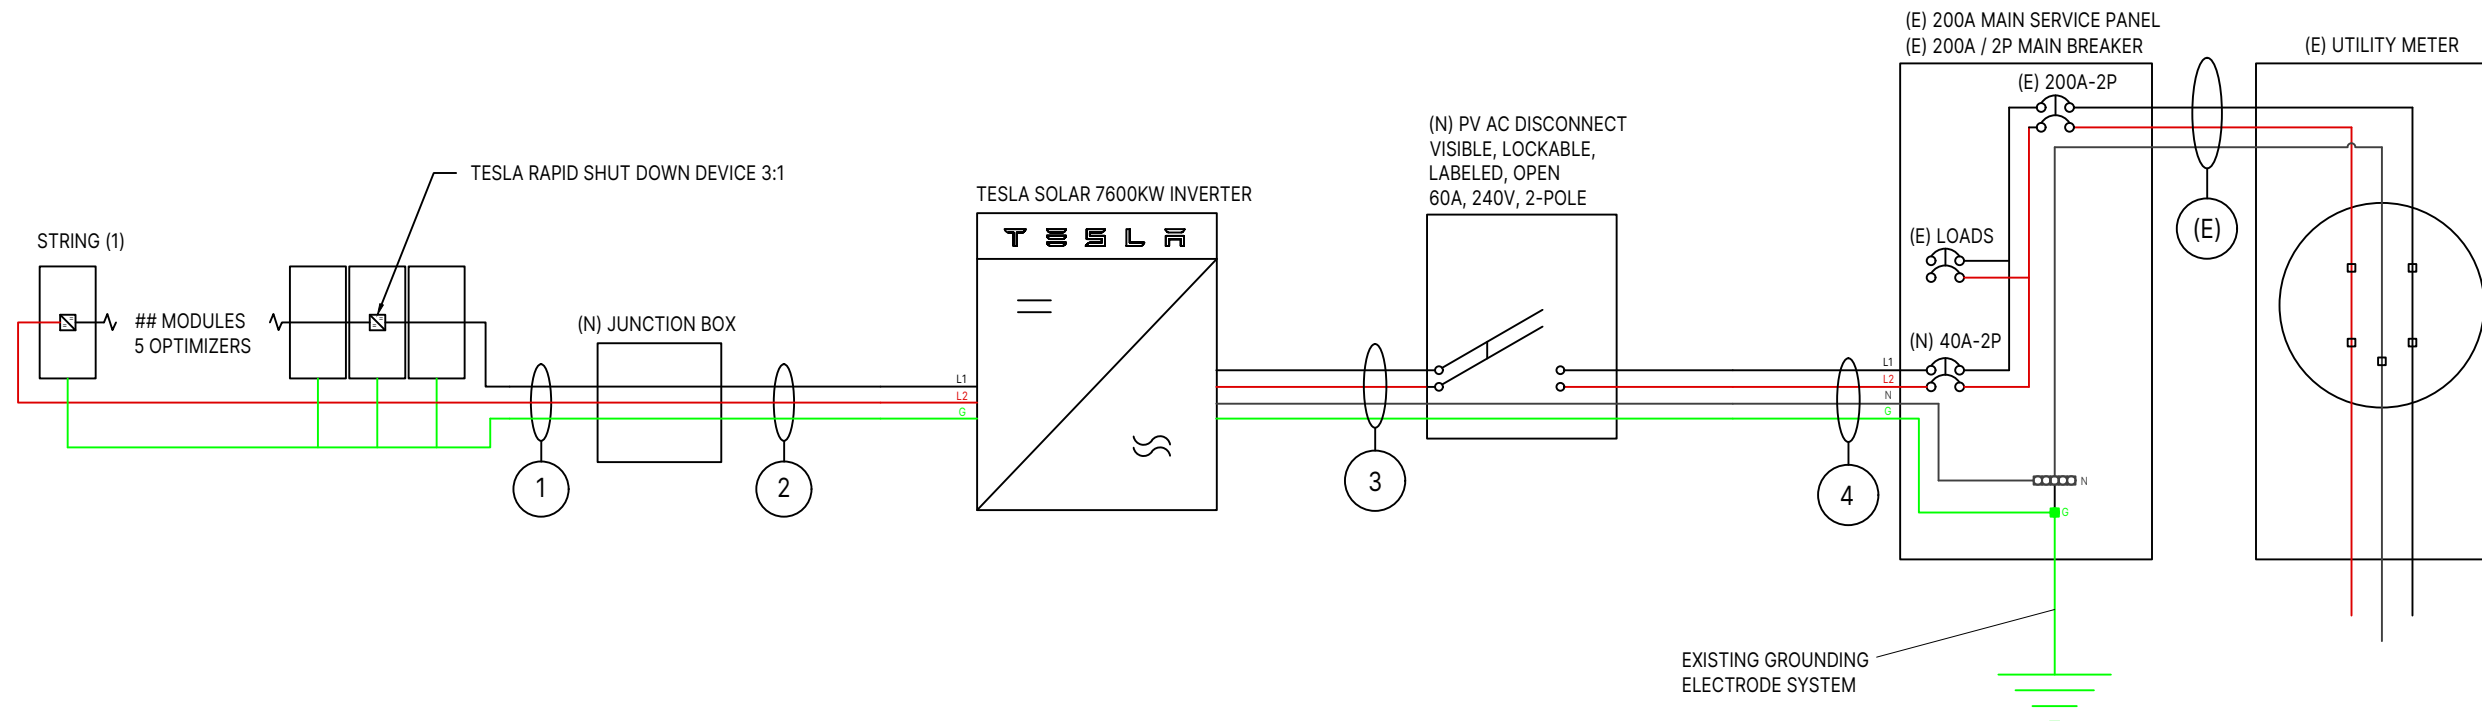 (E) 200A MAIN SERVICE PANEL
(E) 200A / 2P MAIN BREAKER
(E) UTILITY METER
(E) 200A-2P
(N) PV AC DISCONNECT
VISIBLE, LOCKABLE,
LABELED, OPEN
60A, 240V, 2-POLE
TESLA RAPID SHUT DOWN DEVICE 3:1
TESLA SOLAR 7600KW INVERTER
TESLA
STRING (1)
(E) LOADS
(E)
## MODULES
5 OPTIMIZERS
(N) JUNCTION BOX
(N) 40A-2P
L1
L2
G
L1
L2
N
G
1
2
3
4
N
G
EXISTING GROUNDING
ELECTRODE SYSTEM